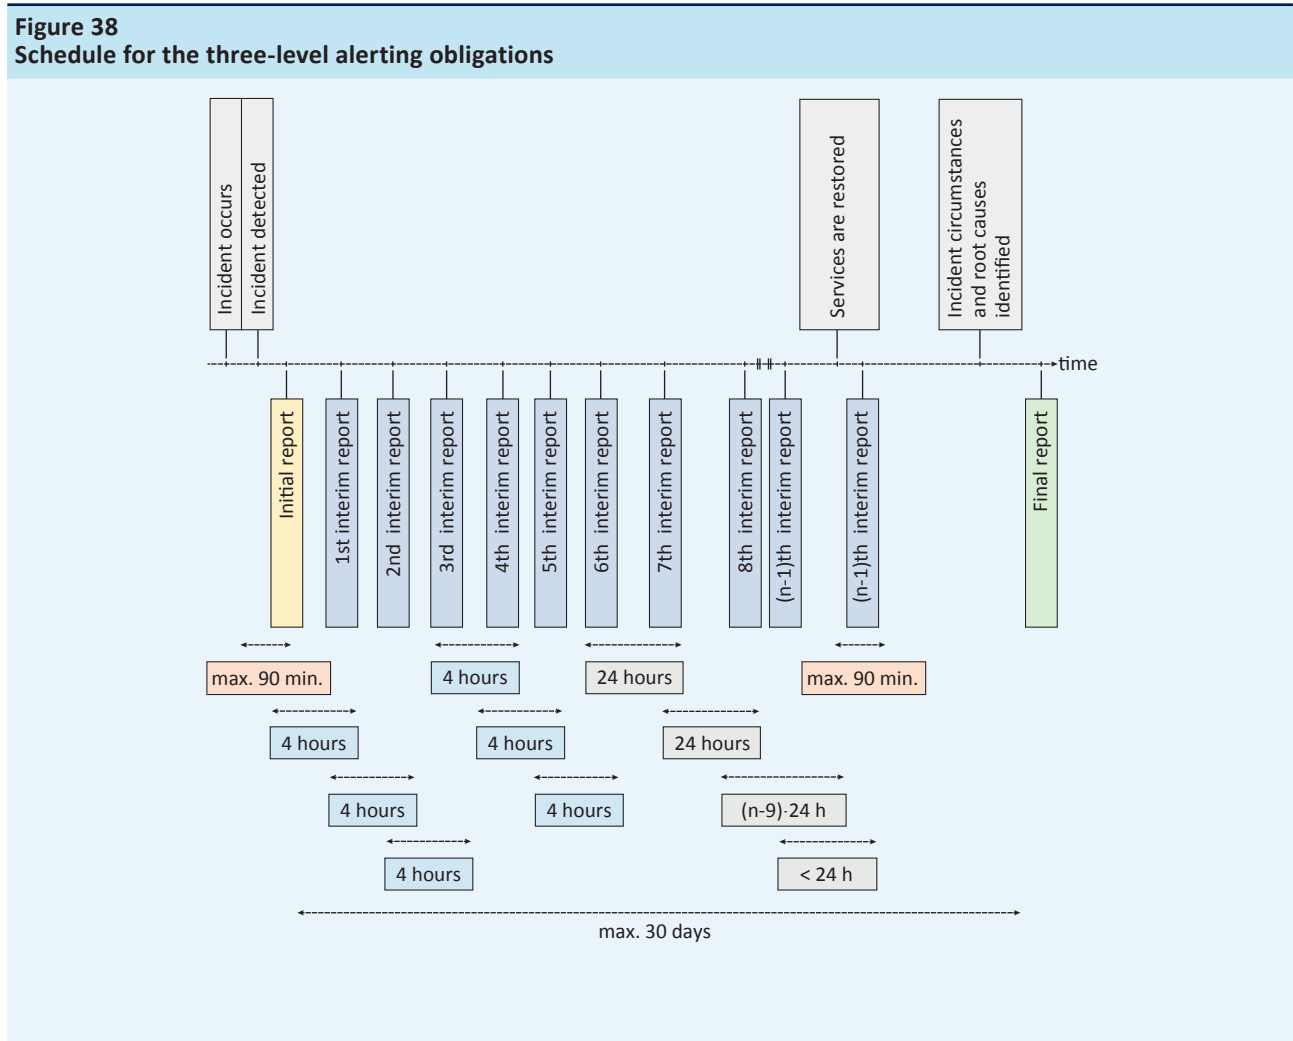 Figure 38
Schedule for the three-level alerting obligations
Incident occurs
Incident detected
Services are restored
Incident circumstances
and root causes
identified
time
Initial report
1st interim report
2nd interim report
3rd interim report
4th interim report
5th interim report
6th interim report
7th interim report
8th interim report
(n-1)th interim report
(n-1)th interim report
Final report
max. 90 min.
4 hours
24 hours
max. 90 min.
4 hours
4 hours
24 hours
4 hours
4 hours
(n-9)·24 h
4 hours
< 24 h
max. 30 days